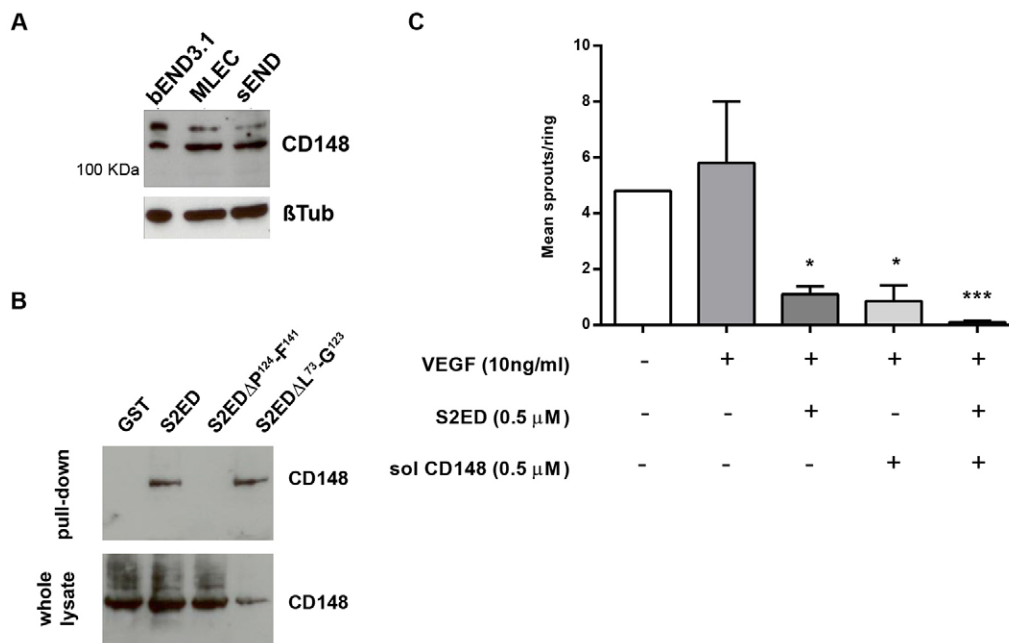 A
bEND3.1
MLEC
sEND
CD148
100 KDa
ßTub
B
GST
S2ED
S2EDΔP124-F141
S2EDΔL73-G123
pull-down
CD148
whole
lysate
CD148
C
Mean sprouts/ring
10
8
6
4
2
0
* * ***
VEGF (10ng/ml) - + + + +
S2ED (0.5 µM) - - + - +
sol CD148 (0.5 µM) - - - + +